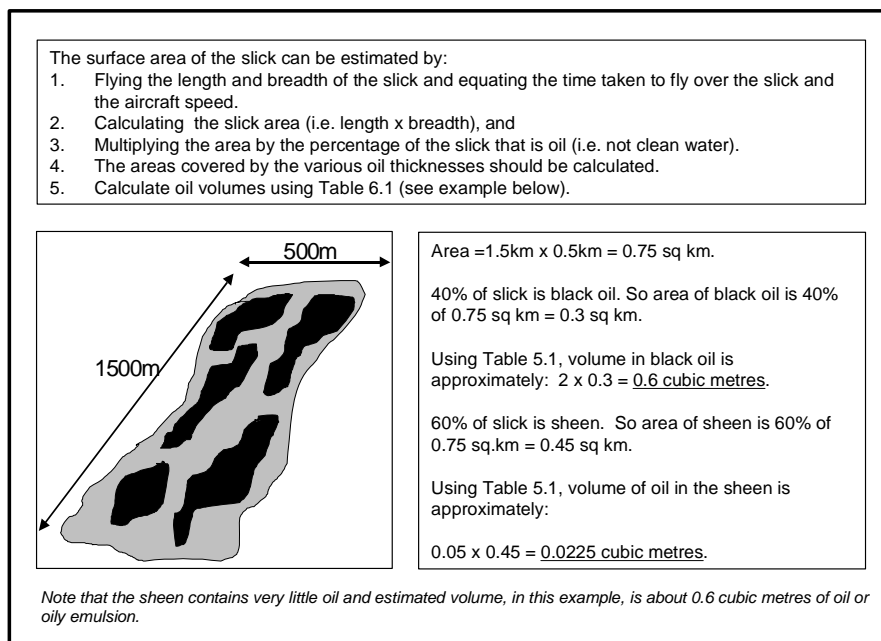 The surface area of the slick can be estimated by:
1. Flying the length and breadth of the slick and equating the time taken to fly over the slick and
the aircraft speed.
2. Calculating the slick area (i.e. length x breadth), and
3. Multiplying the area by the percentage of the slick that is oil (i.e. not clean water).
4. The areas covered by the various oil thicknesses should be calculated.
5. Calculate oil volumes using Table 6.1 (see example below).
500m
1500m
Area =1.5km x 0.5km = 0.75 sq km.
40% of slick is black oil. So area of black oil is 40%
of 0.75 sq km = 0.3 sq km.
Using Table 5.1, volume in black oil is
approximately: 2 x 0.3 = 0.6 cubic metres.
60% of slick is sheen. So area of sheen is 60% of
0.75 sq.km = 0.45 sq km.
Using Table 5.1, volume of oil in the sheen is
approximately:
0.05 x 0.45 = 0.0225 cubic metres.
Note that the sheen contains very little oil and estimated volume, in this example, is about 0.6 cubic metres of oil or
oily emulsion.